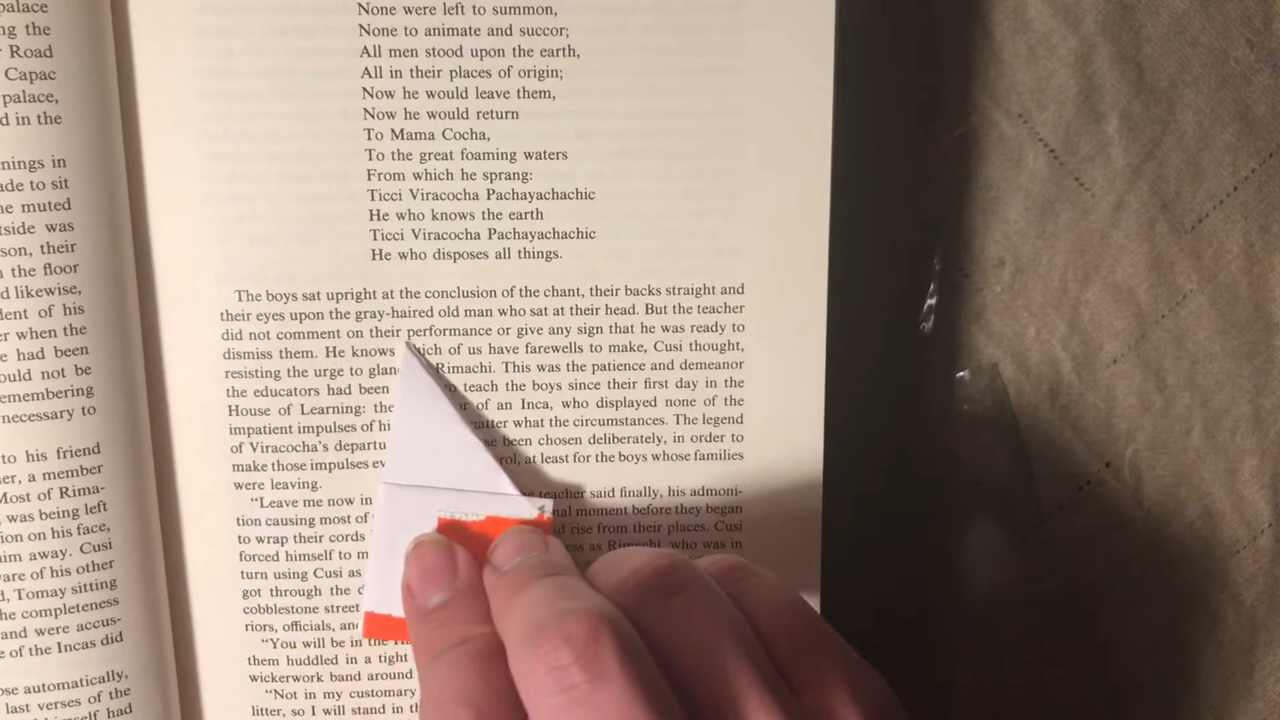 palace
ng the
Road
Capac
palace,
d in the
nings in
ade to sit
ne muted
tside was
son, their
n the floor
d likewise,
dent of his
er when the
e had been
ould not be
emembering
necessary to
to his friend
her, a member
Most of Rima-
was being left
ion on his face,
im away. Cusi
are of his other
d, Tomay sitting
he completeness
and were accus-
e of the Incas did
ose automatically,
last verses of the
himself had
None were left to summon,
None to animate and succor;
All men stood upon the earth,
All in their places of origin;
Now he would leave them,
Now he would return
To Mama Cocha,
To the great foaming waters
From which he sprang:
Ticci Viracocha Pachayachachic
He who knows the earth
Ticci Viracocha Pachayachachic
He who disposes all things.
The boys sat upright at the conclusion of the chant, their backs straight and
their eyes upon the gray-haired old man who sat at their head. But the teacher
did not comment on their performance or give any sign that he was ready to
dismiss them. He knows which of us have farewells to make, Cusi thought,
resisting the urge to glan Rimachi. This was the patience and demeanor
the educators had been to teach the boys since their first day in the
House of Learning: the of an Inca, who displayed none of the
impatient impulses of hi matter what the circumstances. The legend
of Viracocha's departu been chosen deliberately, in order to
make those impulses ev rol, at least for the boys whose families
were leaving.
"Leave me now in teacher said finally, his admoni-
tion causing most of nal moment before they began
to wrap their cords d rise from their places. Cusi
forced himself to m ess as Rimachi, who was in
turn using Cusi as
got through the c
cobblestone street
riors, officials, and
"You will be in the
them huddled in a tight
wickerwork band around
"Not in my customary
litter, so I will stand in th